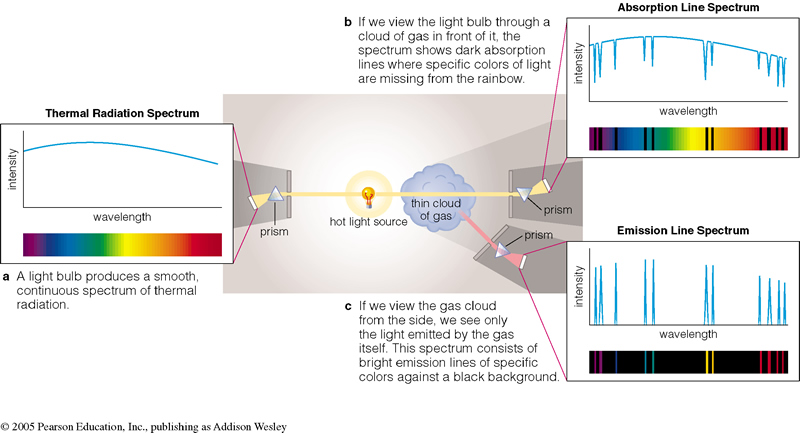 b If we view the light bulb through a
cloud of gas in front of it, the
spectrum shows dark absorption
lines where specific colors of light
are missing from the rainbow.
Absorption Line Spectrum
intensity
wavelength
Thermal Radiation Spectrum
intensity
wavelength
prism
hot light source
thin cloud
of gas
prism
prism
a A light bulb produces a smooth,
continuous spectrum of thermal
radiation.
Emission Line Spectrum
intensity
wavelength
c If we view the gas cloud
from the side, we see only
the light emitted by the gas
itself. This spectrum consists of
bright emission lines of specific
colors against a black background.
© 2005 Pearson Education, Inc., publishing as Addison Wesley